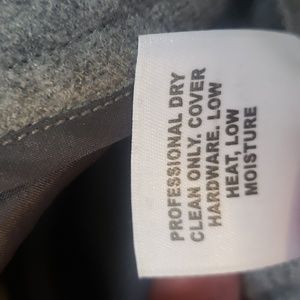 PROFESSIONAL DRY
CLEAN ONLY. COVER
HARDWARE. LOW
HEAT, LOW
MOISTURE